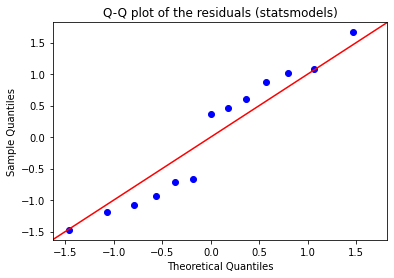 Q-Q plot of the residuals (statsmodels)
Sample Quantiles
1.5
1.0
0.5
0.0
−0.5
−1.0
−1.5
−1.5 −1.0 −0.5 0.0 0.5 1.0 1.5
Theoretical Quantiles